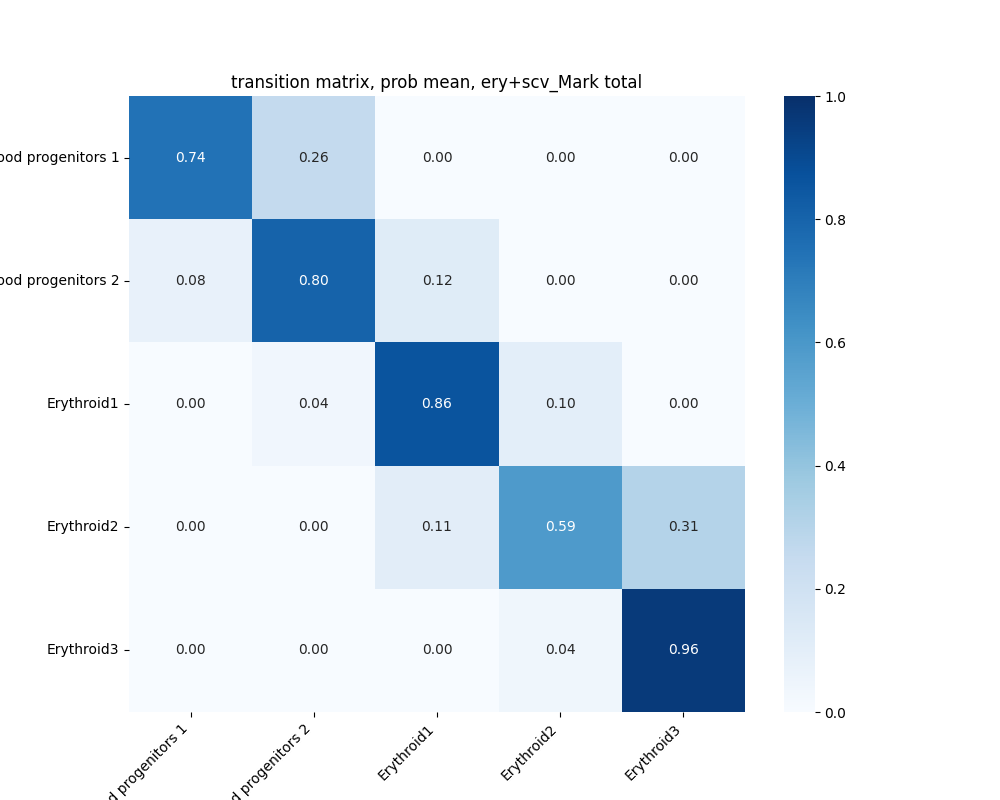 transition matrix, prob mean, ery+scv_Mark total
ood progenitors 1 0.74 0.26 0.00 0.00 0.00
ood progenitors 2 0.08 0.80 0.12 0.00 0.00
Erythroid1 0.00 0.04 0.86 0.10 0.00
Erythroid2 0.00 0.00 0.11 0.59 0.31
Erythroid3 0.00 0.00 0.00 0.04 0.96
d progenitors 1
d progenitors 2
Erythroid1
Erythroid2
Erythroid3
1.0
0.8
0.6
0.4
0.2
0.0